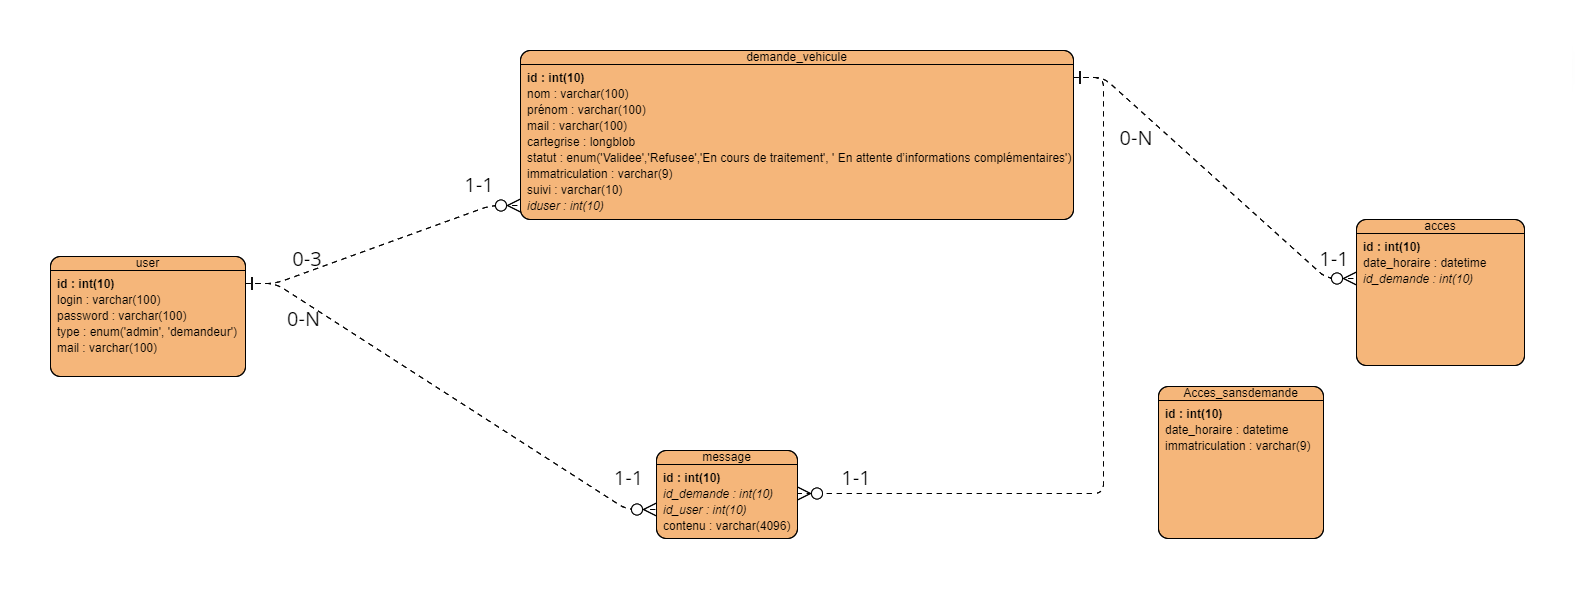 demande_vehicule
id : int(10)
nom : varchar(100)
prénom : varchar(100)
mail : varchar(100)
cartegrise : longblob
statut : enum('Validee','Refusee','En cours de traitement', ' En attente d'informations complémentaires')
immatriculation : varchar(9)
suivi : varchar(10)
iduser : int(10)
0-N
1-1
0-3
user
id : int(10)
login : varchar(100)
password : varchar(100)
type : enum('admin', 'demandeur')
mail : varchar(100)
0-N
acces
id : int(10)
date_horaire : datetime
id_demande : int(10)
1-1
Acces_sansdemande
id : int(10)
date_horaire : datetime
immatriculation : varchar(9)
message
id : int(10)
id_demande : int(10)
id_user : int(10)
contenu : varchar(4096)
1-1
1-1